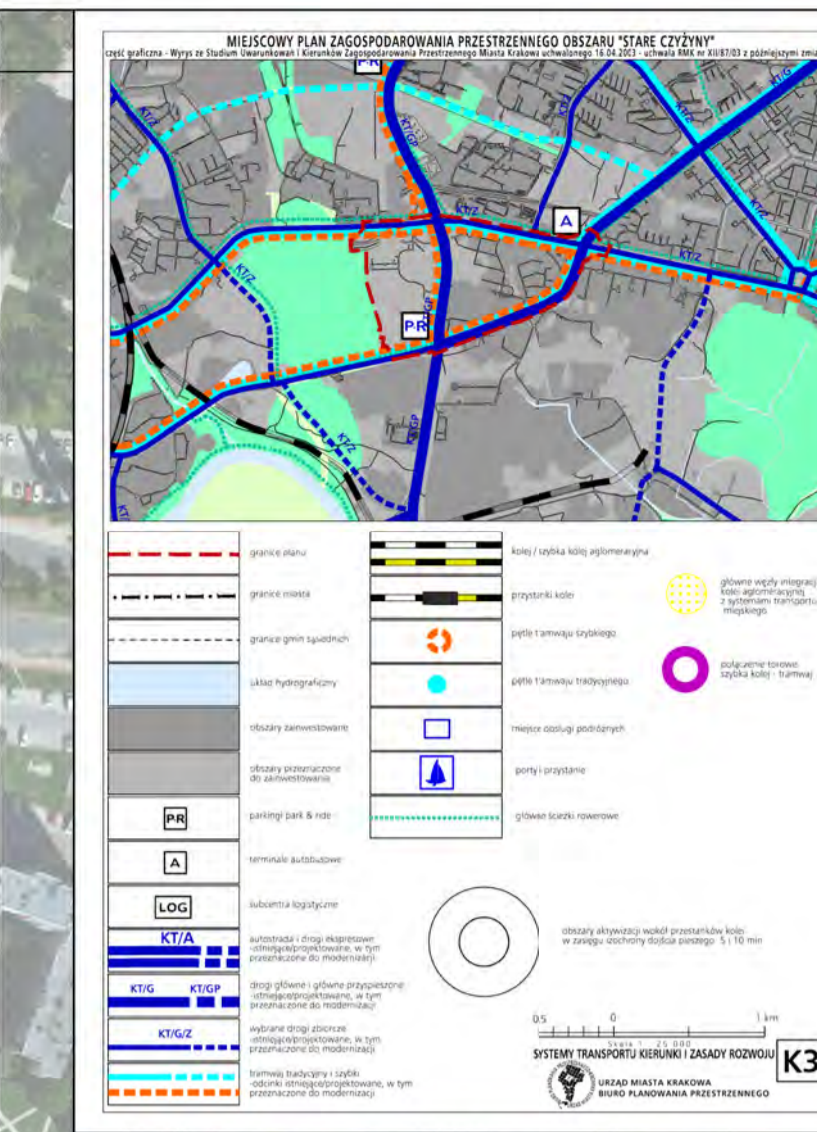 MIEJSCOWY PLAN ZAGOSPODAROWANIA PRZESTRZENNEGO OBSZARU "STARE CZYŻYNY"
część graficzna - Wyrys ze Studium Uwarunkowań i Kierunków Zagospodarowania Przestrzennego Miasta Krakowa uchwalonego 16.04.2003 - uchwała RMK nr XII/87/03 z późniejszymi
P+R
KT/G
KT/Z
KT/Z
KT/Z
KT/GP
KT/Z
KT/Z
A
KT/Z
KT/Z
P+R
KT/GP
KT/Z
KT/GP
granice planu
granice miasta
granice gmin sąsiednich
układ hydrograficzny
obszary zainwestowane
obszary przeznaczone
do zainwestowania
PR
parkingi park & ride
A
terminale autobusowe
LOG
subcentra logistyczne
KT/A
autostrada i drogi ekspresowe
-istniejące/projektowane, w tym
przeznaczone do modernizacji
KT/G KT/GP
drogi główne i główne przyspieszone
-istniejące/projektowane, w tym
przeznaczone do modernizacji
KT/G/Z
wybrane drogi zbiorcze
-istniejące/projektowane, w tym
przeznaczone do modernizacji
tramwaj tradycyjny i szybki
-odcinki istniejące/projektowane, w tym
przeznaczone do modernizacji
kolej / szybka kolej aglomeracyjna
przystanki kolei
pętle tramwaju szybkiego
pętle tramwaju tradycyjnego
miejsce obsługi podróżnych
porty i przystanie
główne ścieżki rowerowe
główne węzły integracji
kolei aglomeracyjnej
z systemami transportu
miejskiego
połączenie torowe
szybka kolej - tramwaj
obszary aktywizacji wokół przystanków kolei
w zasięgu izochrony dojścia pieszego 5 i 10 min
0.5 0 1 km
Skala 1 : 25 000
SYSTEMY TRANSPORTU KIERUNKI I ZASADY ROZWOJU
K3
URZĄD MIASTA KRAKOWA
BIURO PLANOWANIA PRZESTRZENNEGO